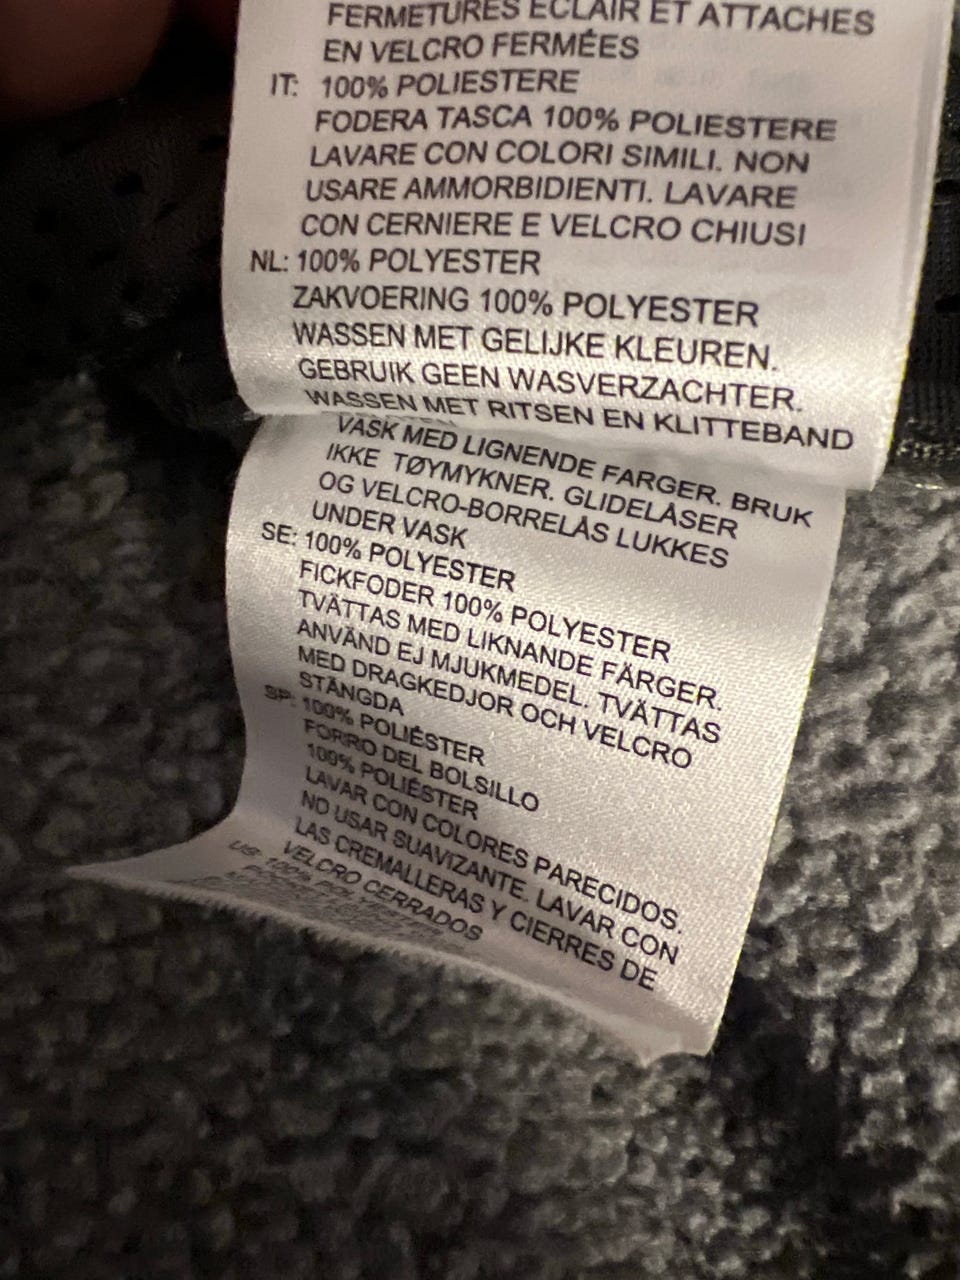 FERMETURES ECLAIR ET ATTACHES
EN VELCRO FERMÉES
IT: 100% POLIESTERE
FODERA TASCA 100% POLIESTERE
LAVARE CON COLORI SIMILI. NON
USARE AMMORBIDIENTI. LAVARE
CON CERNIERE E VELCRO CHIUSI
NL: 100% POLYESTER
ZAKVOERING 100% POLYESTER
WASSEN MET GELIJKE KLEUREN.
GEBRUIK GEEN WASVERZACHTER.
WASSEN MET RITSEN EN KLITTEBAND
VASK MED LIGNENDE FARGER. BRUK
IKKE TØYMYKNER. GLIDELÅSER
OG VELCRO-BORRELÅS LUKKES
UNDER VASK
SE: 100% POLYESTER
FICKFODER 100% POLYESTER
TVÄTTAS MED LIKNANDE FÄRGER.
ANVÄND EJ MJUKMEDEL. TVÄTTAS
MED DRAGKEDJOR OCH VELCRO
STÄNGDA
SP: 100% POLIÉSTER
FORRO DEL BOLSILLO
100% POLIÉSTER
LAVAR CON COLORES PARECIDOS.
NO USAR SUAVIZANTE. LAVAR CON
LAS CREMALLERAS Y CIERRES DE
VELCRO CERRADOS
US: 100% POLYESTER